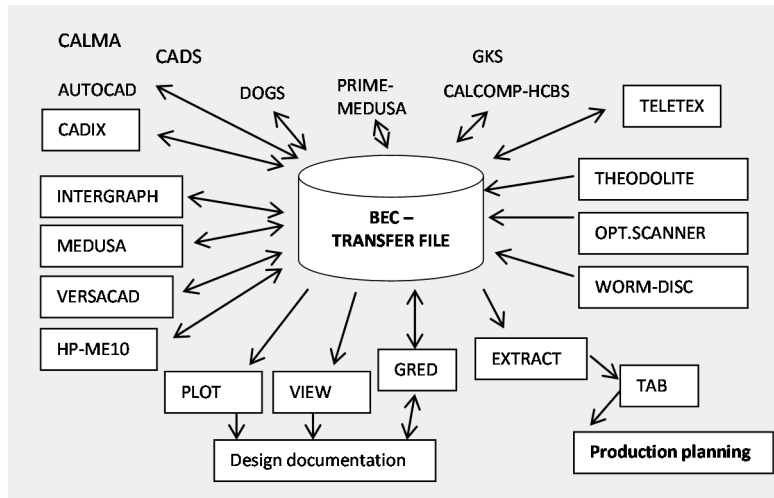 CALMA
CADS
GKS
AUTOCAD
DOGS
PRIME-
MEDUSA
CALCOMP-HCBS
TELETEX
CADIX
THEODOLITE
INTERGRAPH
BEC –
TRANSFER FILE
OPT.SCANNER
MEDUSA
WORM-DISC
VERSACAD
HP-ME10
EXTRACT
GRED
PLOT
VIEW
TAB
Production planning
Design documentation